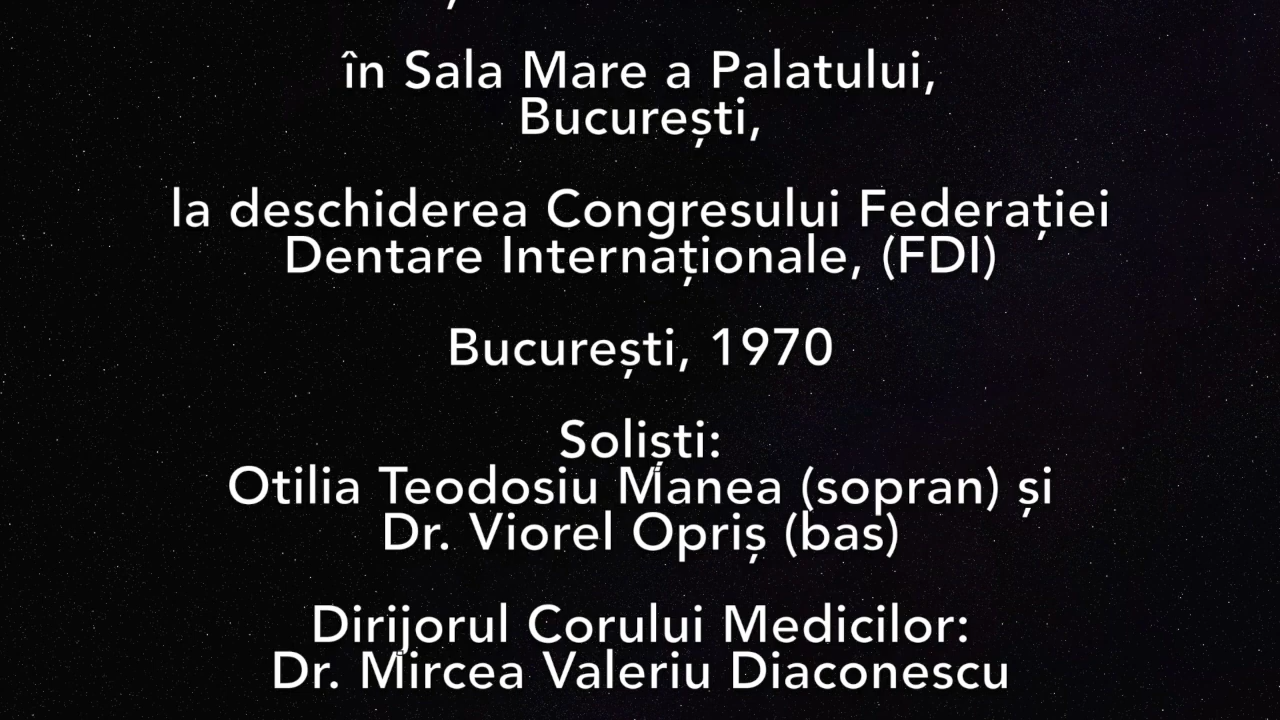 în Sala Mare a Palatului,
București,
la deschiderea Congresului Federației
Dentare Internaționale, (FDI)
București, 1970
Soliști:
Otilia Teodosiu Manea (sopran) și
Dr. Viorel Opriș (bas)
Dirijorul Corului Medicilor:
Dr. Mircea Valeriu Diaconescu